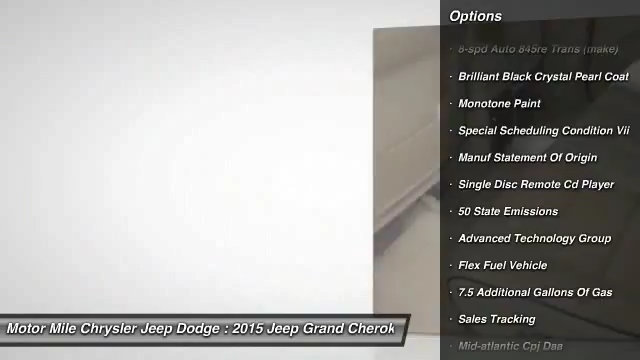 Options
· 8-spd Auto 845re Trans (make)
· Brilliant Black Crystal Pearl Coat
· Monotone Paint
· Special Scheduling Condition Vii
· Manuf Statement Of Origin
· Single Disc Remote Cd Player
· 50 State Emissions
· Advanced Technology Group
· Flex Fuel Vehicle
· 7.5 Additional Gallons Of Gas
· Sales Tracking
· Mid-atlantic Cpj Daa
Motor Mile Chrysler Jeep Dodge : 2015 Jeep Grand Cherok